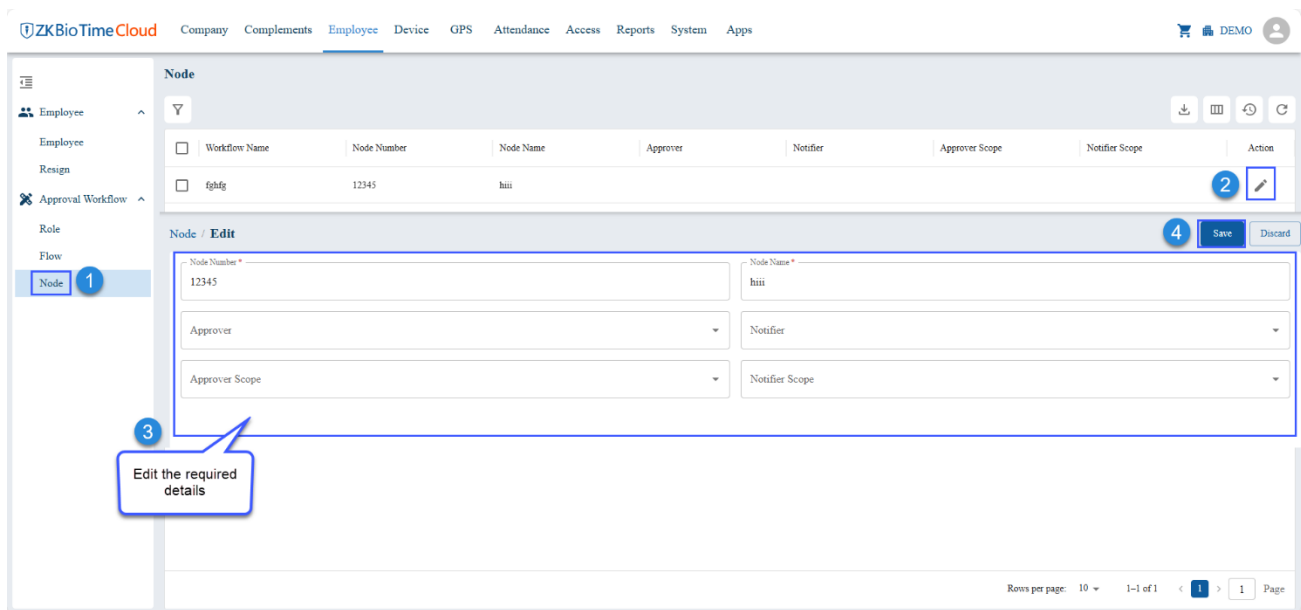 ZKBioTime Cloud Company Complements Employee Device GPS Attendance Access Reports System Apps DEMO
Node
Employee
Employee
Resign
Approval Workflow
Role
Flow
Node 1
Workflow Name Node Number Node Name Approver Notifier Approver Scope Notifier Scope Action
fghfg 12345 hiii 2
Node / Edit 4 Save Discard
Node Number * Node Name *
12345 hiii
Approver Notifier
Approver Scope Notifier Scope
3
Edit the required
details
Rows per page: 10 1-1 of 1 < 1 > 1 Page